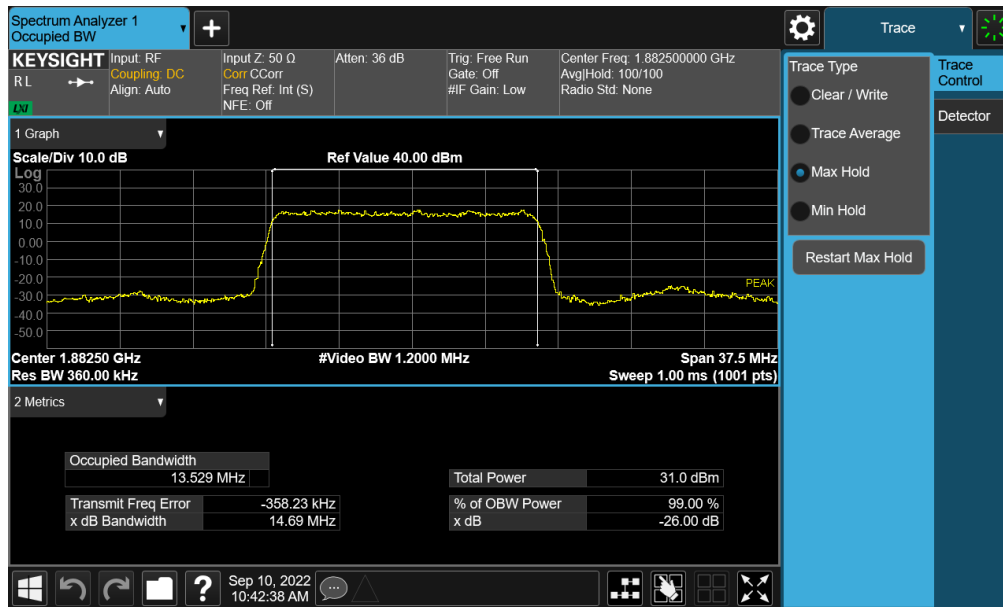 Spectrum Analyzer 1
Occupied BW
Trace
KEYSIGHT
R L
LXI
Input: RF
Coupling: DC
Align: Auto
Input Z: 50 Ω
Corr CCorr
Freq Ref: Int (S)
NFE: Off
Atten: 36 dB
Trig: Free Run
Gate: Off
#IF Gain: Low
Center Freq: 1.882500000 GHz
Avg|Hold: 100/100
Radio Std: None
Trace Type
Clear / Write
Trace Average
Max Hold
Min Hold
Restart Max Hold
Trace
Control
Detector
1 Graph
Scale/Div 10.0 dB
Ref Value 40.00 dBm
Log
30.0
20.0
10.0
0.00
-10.0
-20.0
-30.0
-40.0
-50.0
PEAK
Center 1.88250 GHz
#Video BW 1.2000 MHz
Span 37.5 MHz
Res BW 360.00 kHz
Sweep 1.00 ms (1001 pts)
2 Metrics
Occupied Bandwidth
13.529 MHz
Total Power 31.0 dBm
Transmit Freq Error -358.23 kHz
% of OBW Power 99.00 %
x dB Bandwidth 14.69 MHz
x dB -26.00 dB
?
Sep 10, 2022
10:42:38 AM